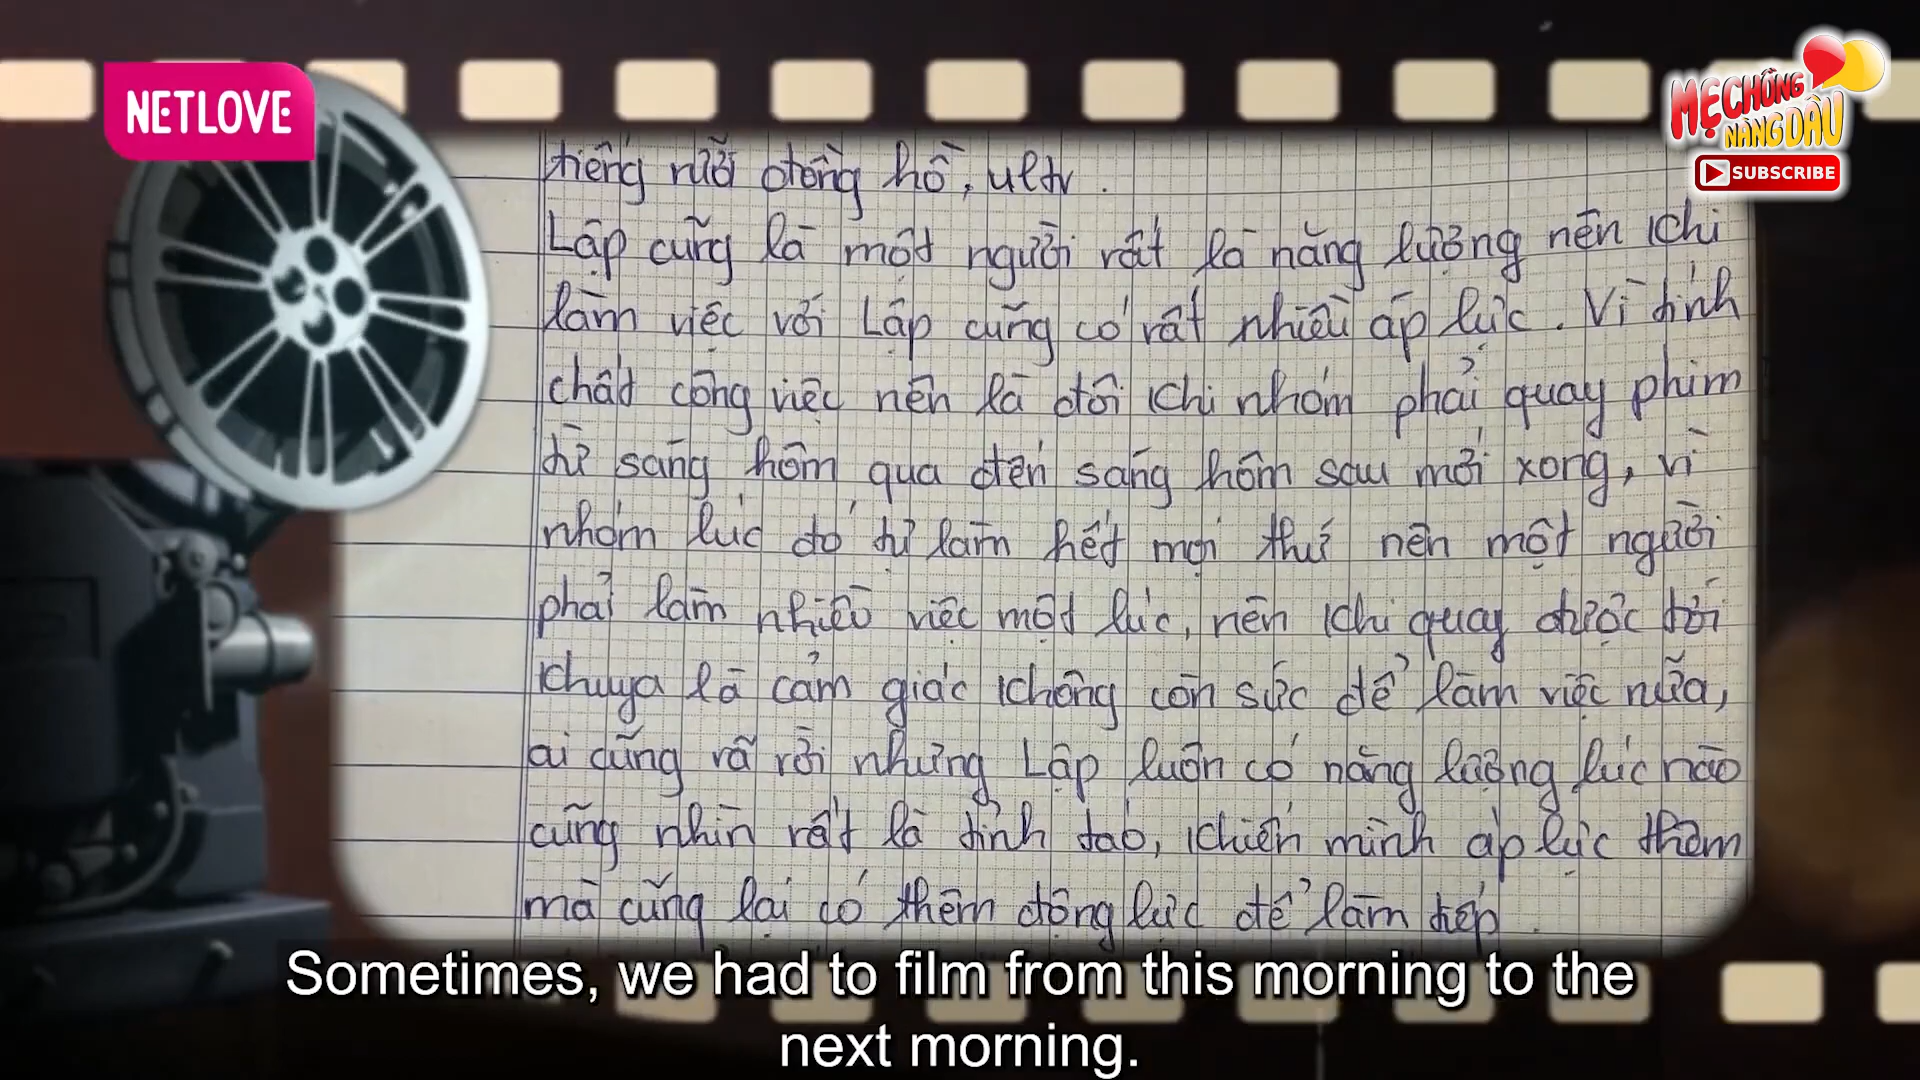 NETLOVE
MẸ CHỒNG
NÀNG DÂU
SUBSCRIBE
tiếng nữa đồng hồ, ultr.
Lập cũng là một người rất là năng lượng nên khi
làm việc với Lập cũng có rất nhiều áp lực. Vì tính
chất công việc nên là đôi khi nhóm phải quay phim
từ sáng hôm qua đến sáng hôm sau mới xong, vì
nhóm lúc đó tự làm hết mọi thứ nên một người
phải làm nhiều việc một lúc, nên khi quay được tới
khuya là cảm giác không còn sức để làm việc nữa,
ai cũng rã rời nhưng Lập luôn có năng lượng lúc nào
cũng nhìn rất là tỉnh táo, khiến mình áp lực thêm
mà cũng lại có thêm động lực để làm tiếp.
Sometimes, we had to film from this morning to the
next morning.